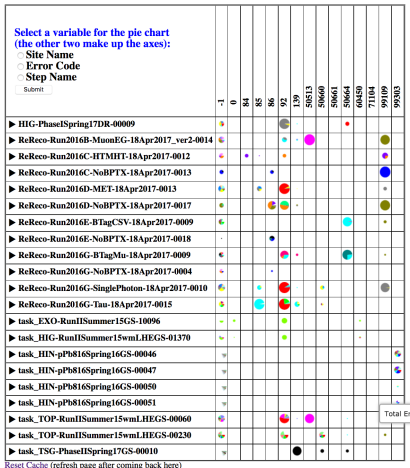 Select a variable for the pie chart
(the other two make up the axes):
Site Name
Error Code
Step Name
Submit
-1
0
84
85
86
92
139
50513
50660
50661
50664
60450
71104
99109
99303
▶ HIG-PhaseISpring17DR-00009
▶ ReReco-Run2016B-MuonEG-18Apr2017_ver2-0014
▶ ReReco-Run2016C-HTMHT-18Apr2017-0012
▶ ReReco-Run2016C-NoBPTX-18Apr2017-0013
▶ ReReco-Run2016D-MET-18Apr2017-0013
▶ ReReco-Run2016D-NoBPTX-18Apr2017-0017
▶ ReReco-Run2016E-BTagCSV-18Apr2017-0009
▶ ReReco-Run2016E-NoBPTX-18Apr2017-0018
▶ ReReco-Run2016G-BTagMu-18Apr2017-0009
▶ ReReco-Run2016G-NoBPTX-18Apr2017-0004
▶ ReReco-Run2016G-SinglePhoton-18Apr2017-0010
▶ ReReco-Run2016G-Tau-18Apr2017-0015
▶ task_EXO-RunIISummer15GS-10096
▶ task_HIG-RunIISummer15wmLHEGS-01370
▶ task_HIN-pPb816Spring16GS-00046
▶ task_HIN-pPb816Spring16GS-00047
▶ task_HIN-pPb816Spring16GS-00050
▶ task_HIN-pPb816Spring16GS-00051
▶ task_TOP-RunIISummer15wmLHEGS-00060
▶ task_TOP-RunIISummer15wmLHEGS-00230
▶ task_TSG-PhaseISpring17GS-00010
Total Er
Reset Cache (refresh page after coming back here)